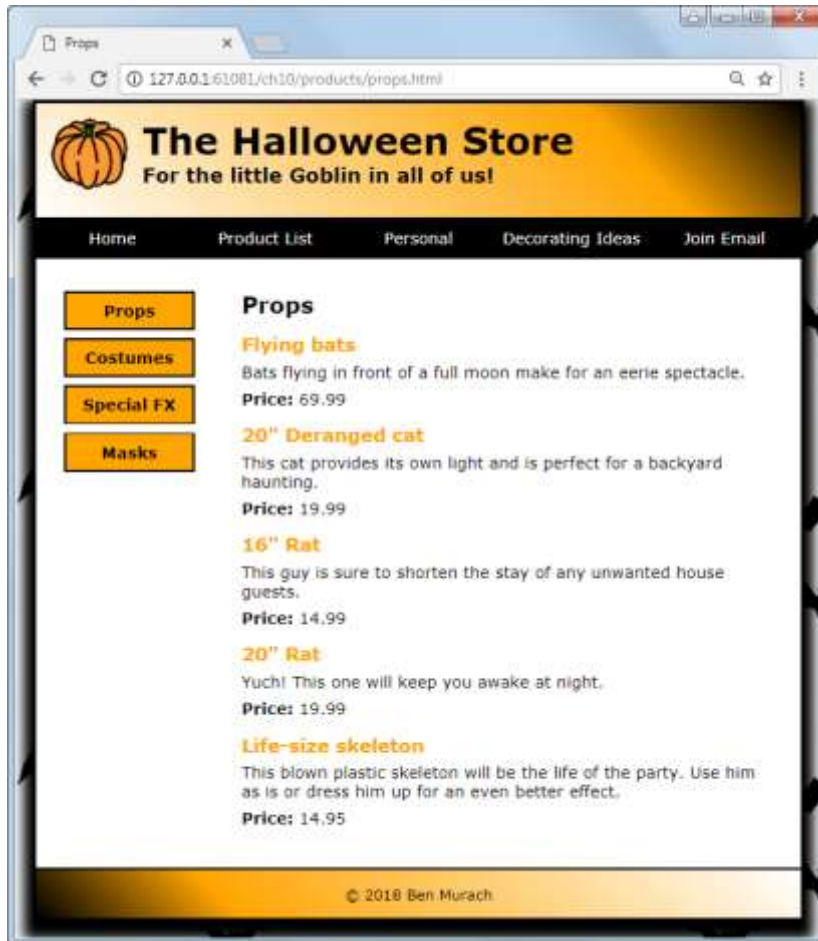 Props
127.0.0.1:61081/ch10/products/props.html
The Halloween Store
For the little Goblin in all of us!
Home Product List Personal Decorating Ideas Join Email
Props
Costumes
Special FX
Masks
Props
Flying bats
Bats flying in front of a full moon make for an eerie spectacle.
Price: 69.99
20" Deranged cat
This cat provides its own light and is perfect for a backyard
haunting.
Price: 19.99
16" Rat
This guy is sure to shorten the stay of any unwanted house
guests.
Price: 14.99
20" Rat
Yuch! This one will keep you awake at night.
Price: 19.99
Life-size skeleton
This blown plastic skeleton will be the life of the party. Use him
as is or dress him up for an even better effect.
Price: 14.95
© 2018 Ben Murach